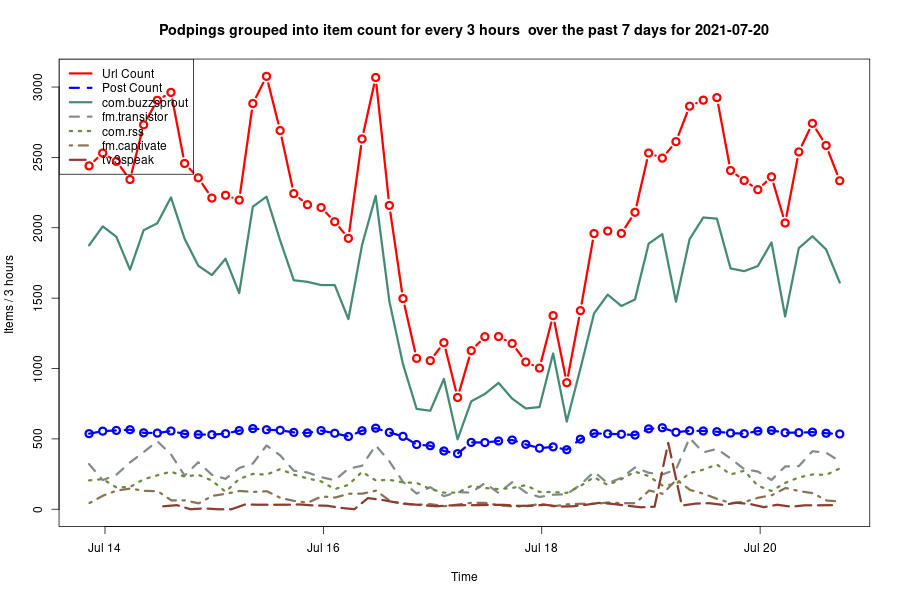 Podpings grouped into item count for every 3 hours over the past 7 days for 2021-07-20
Url Count
Post Count
com.buzzsprout
fm.transistor
com.rss
fm.captivate
Items / 3 hours
3000
2500
2000
1500
1000
500
0
Jul 14
Jul 16
Jul 18
Jul 20
Time